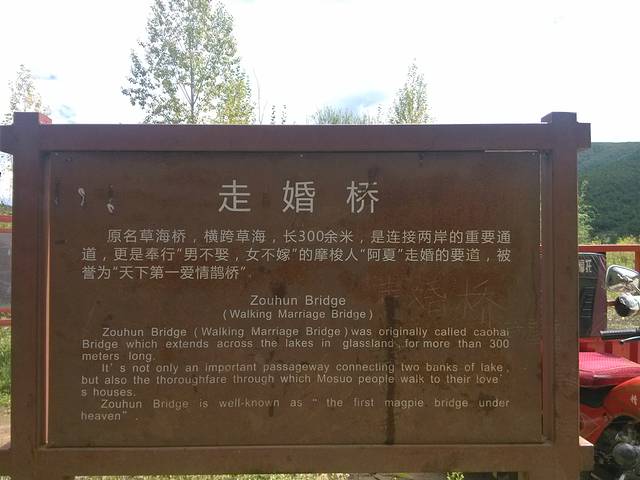 走婚桥
原名草海桥，横跨草海，长300余米，是连接两岸的重要通
道，更是奉行“男不娶，女不嫁”的摩梭人“阿夏”走婚的要道，被
誉为“天下第一爱情鹊桥”．
Zouhun Bridge
(Walking Marriage Bridge)
Zouhun Bridge (Walking Marriage Bridge) was originally called caohai
Bridge which extends across the lakes in glassland, for more than 300
meters long.
It's not only an important passageway connecting two banks of lake,
but also the thoroughfare through which Mosuo people walk to their love'
s houses.
Zouhun Bridge is well-known as “ the first magpie bridge under
heaven” .
婚桥